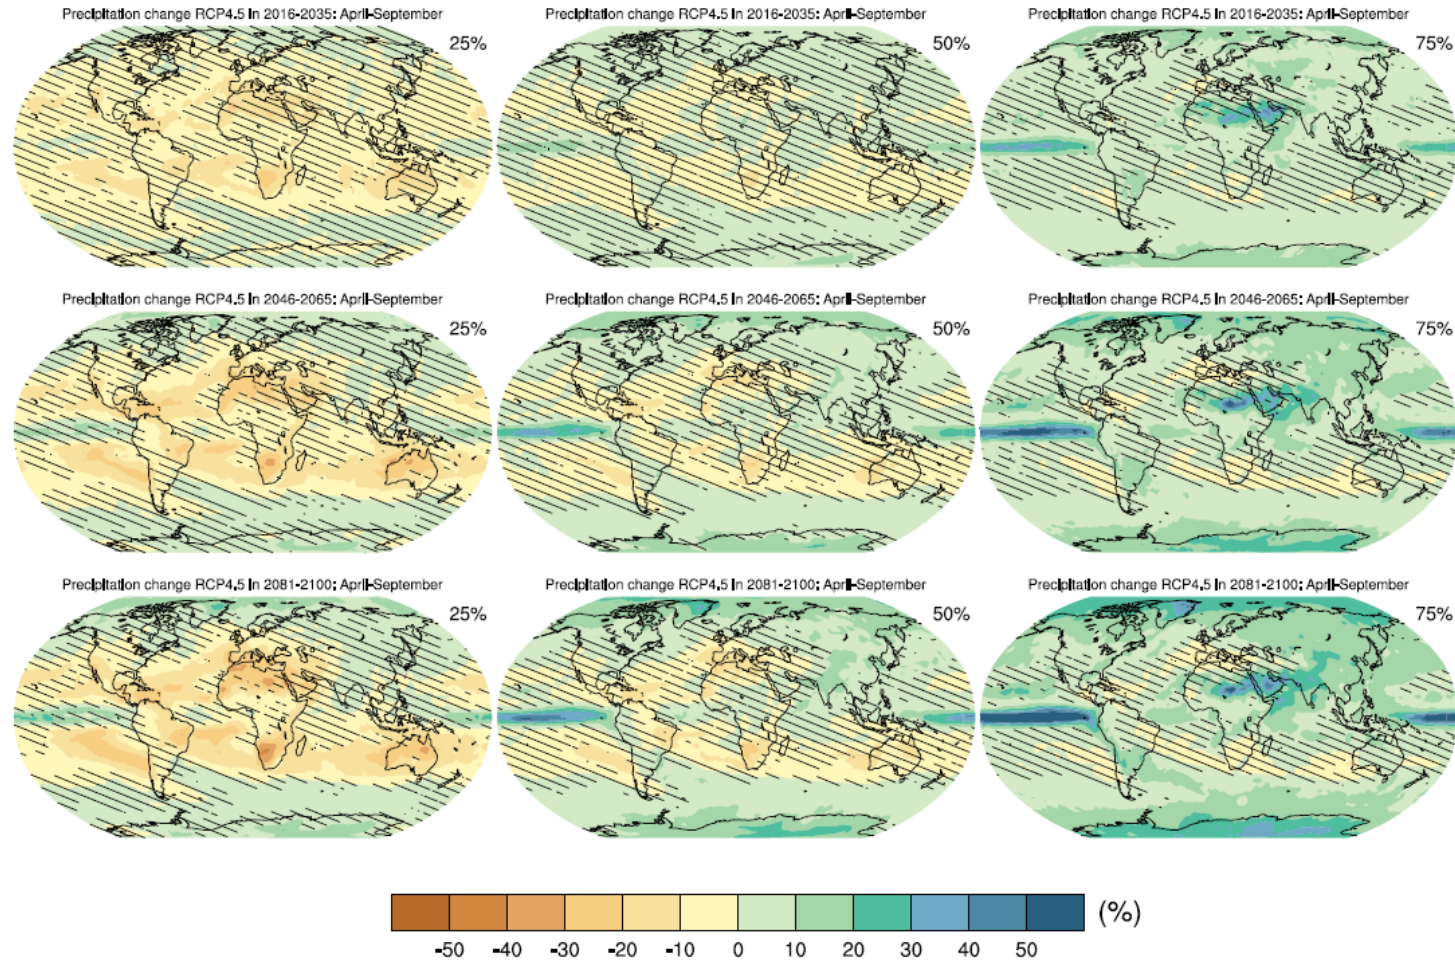 Precipitation change RCP4.5 in 2016-2035: April-September
25%
Precipitation change RCP4.5 in 2016-2035: April-September
50%
Precipitation change RCP4.5 in 2016-2035: April-September
75%
Precipitation change RCP4.5 in 2046-2065: April-September
25%
Precipitation change RCP4.5 in 2046-2065: April-September
50%
Precipitation change RCP4.5 in 2046-2065: April-September
75%
Precipitation change RCP4.5 in 2081-2100: April-September
25%
Precipitation change RCP4.5 in 2081-2100: April-September
50%
Precipitation change RCP4.5 in 2081-2100: April-September
75%
(%)
-50 -40 -30 -20 -10 0 10 20 30 40 50